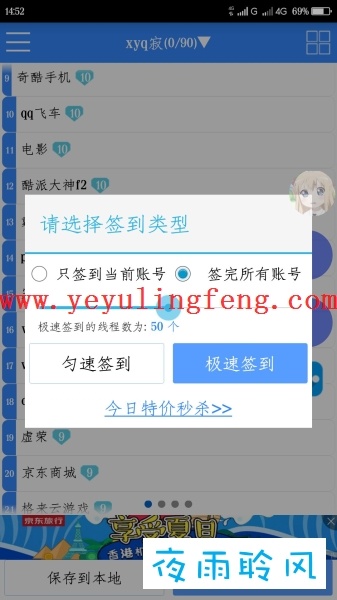 14:52
4G G 4G 69%
xyq寂(0/90)▼
9 奇酷手机 10
10 qq飞车 10
11 电影 10
12 酷派大神f2 10
13
请选择签到类型
14
只签到当前账号 签完所有账号
www.yeyulingfeng.com
极速签到的线程数为: 50 个
16
匀速签到 极速签到
17
18
今日特价秒杀>>
19 虚荣 9
20 京东商城 9
21 格来云游戏 9
京东旅行
享受夏日
香港
保存到本地
夜雨聆风